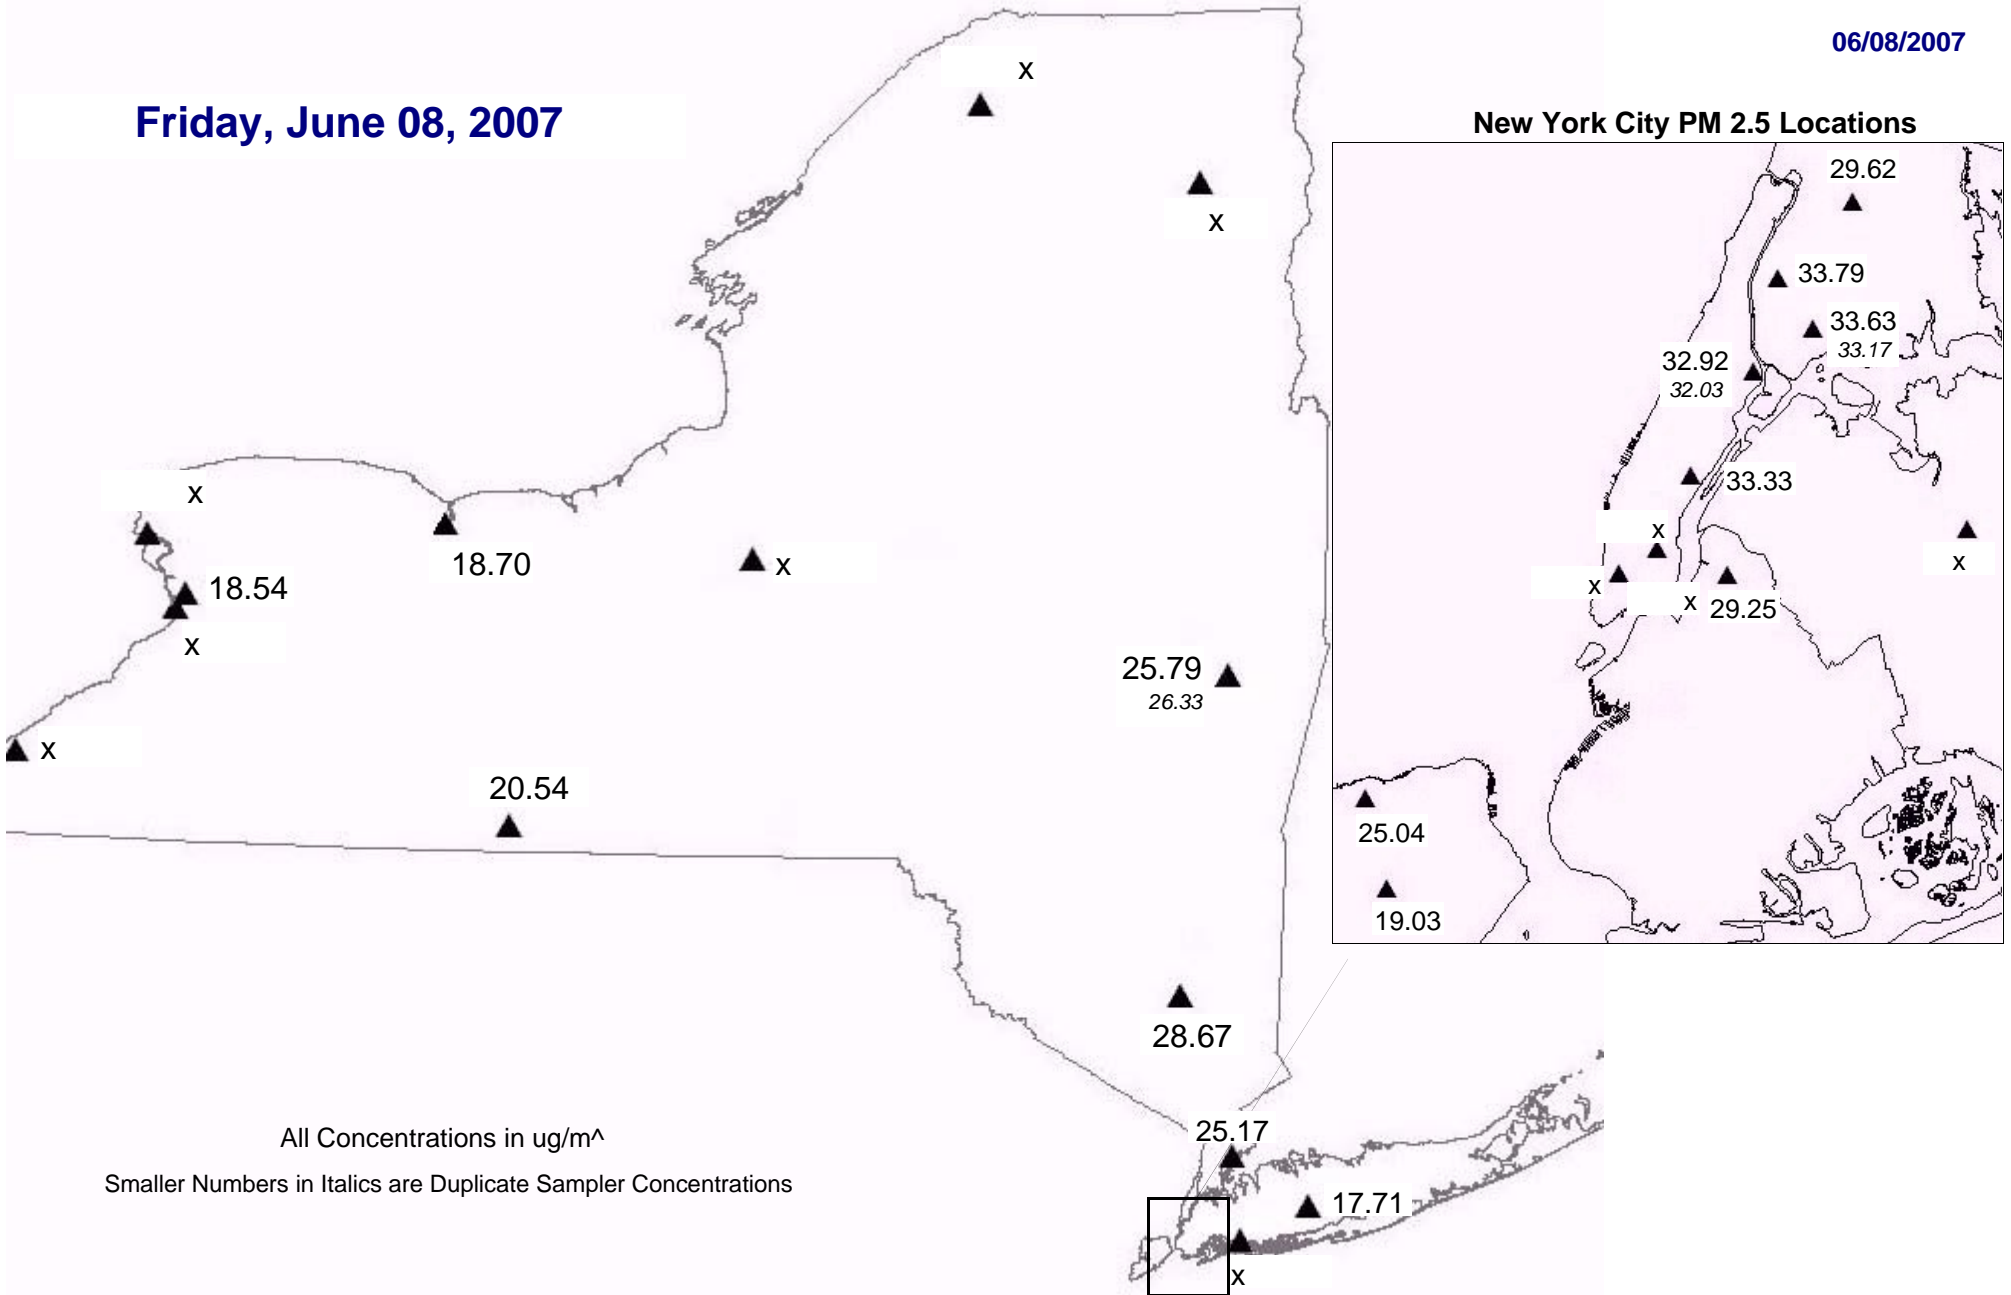 06/08/2007
Friday, June 08, 2007
x
x
x
18.54
x
18.70
x
x
20.54
25.79
26.33
28.67
25.17
17.71
x
New York City PM 2.5 Locations
29.62
33.79
33.63
33.17
32.92
32.03
33.33
x
x
x
29.25
x
25.04
19.03
All Concentrations in ug/m^
Smaller Numbers in Italics are Duplicate Sampler Concentrations